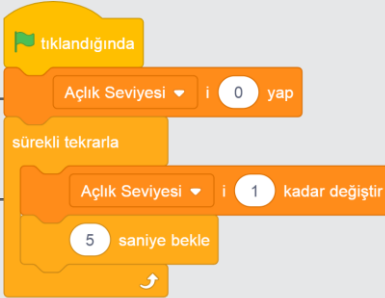 tıklandığında
Açlık Seviyesi i 0 yap
sürekli tekrarla
Açlık Seviyesi i 1 kadar değiştir
5 saniye bekle